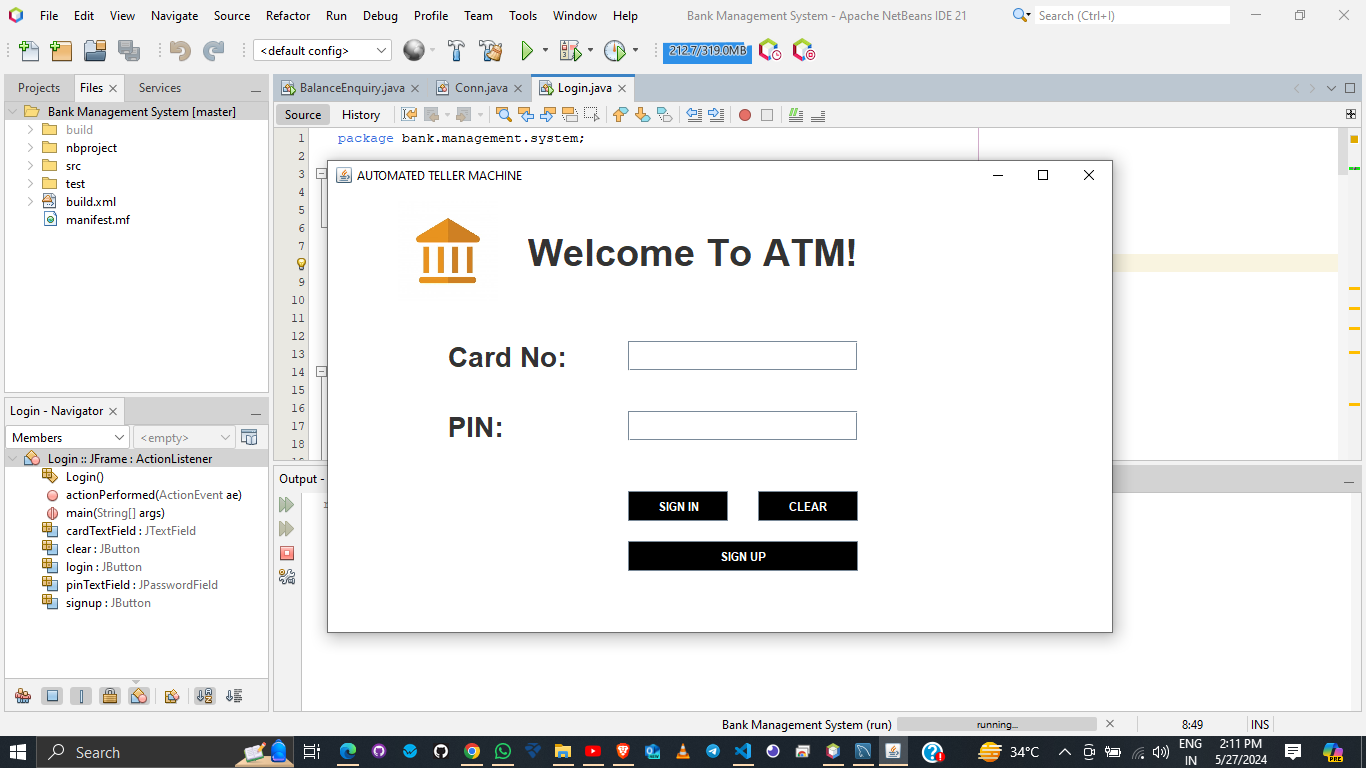 File Edit View Navigate Source Refactor Run Debug Profile Team Tools Window Help
Bank Management System - Apache NetBeans IDE 21
Search (Ctrl+I)
<default config>
212.7/319.0MB
Projects Files Services
BalanceEnquiry.java Conn.java Login.java
Bank Management System [master]
build
nbproject
src
test
build.xml
manifest.mf
Source History
1 package bank.management.system;
2
3
4
5
6
7
9
10
11
12
13
14
15
16
17
18
AUTOMATED TELLER MACHINE
Welcome To ATM!
Card No:
PIN:
SIGN IN CLEAR
SIGN UP
Login - Navigator
Members <empty>
Login :: JFrame : ActionListener
Login()
actionPerformed(ActionEvent ae)
main(String[] args)
cardTextField : JTextField
clear : JButton
login : JButton
pinTextField : JPasswordField
signup : JButton
Output -
Bank Management System (run) running... 8:49 INS
Search
34°C
ENG
IN
2:11 PM
5/27/2024
PRE